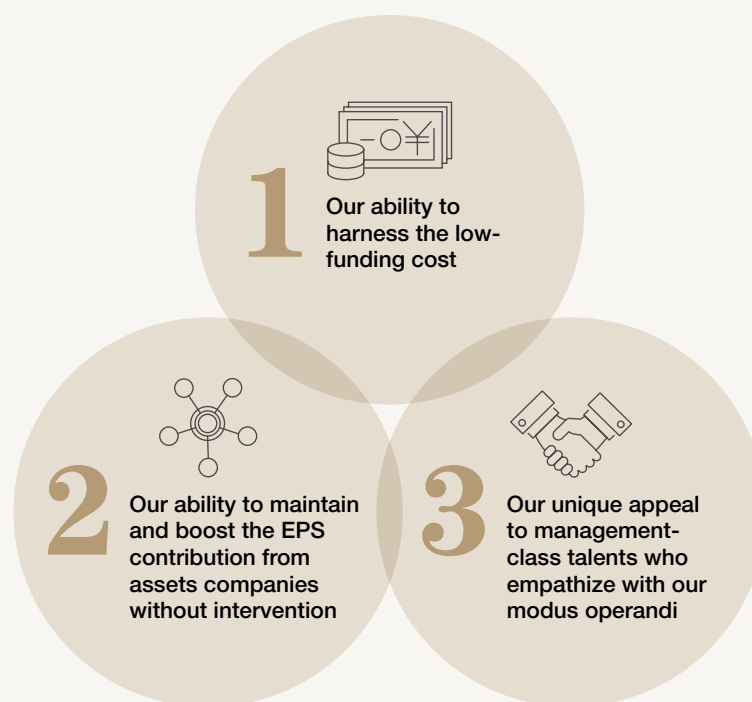 1
Our ability to
harness the low-
funding cost
2
Our ability to maintain
and boost the EPS
contribution from
assets companies
without intervention
3
Our unique appeal
to management-
class talents who
empathize with our
modus operandi